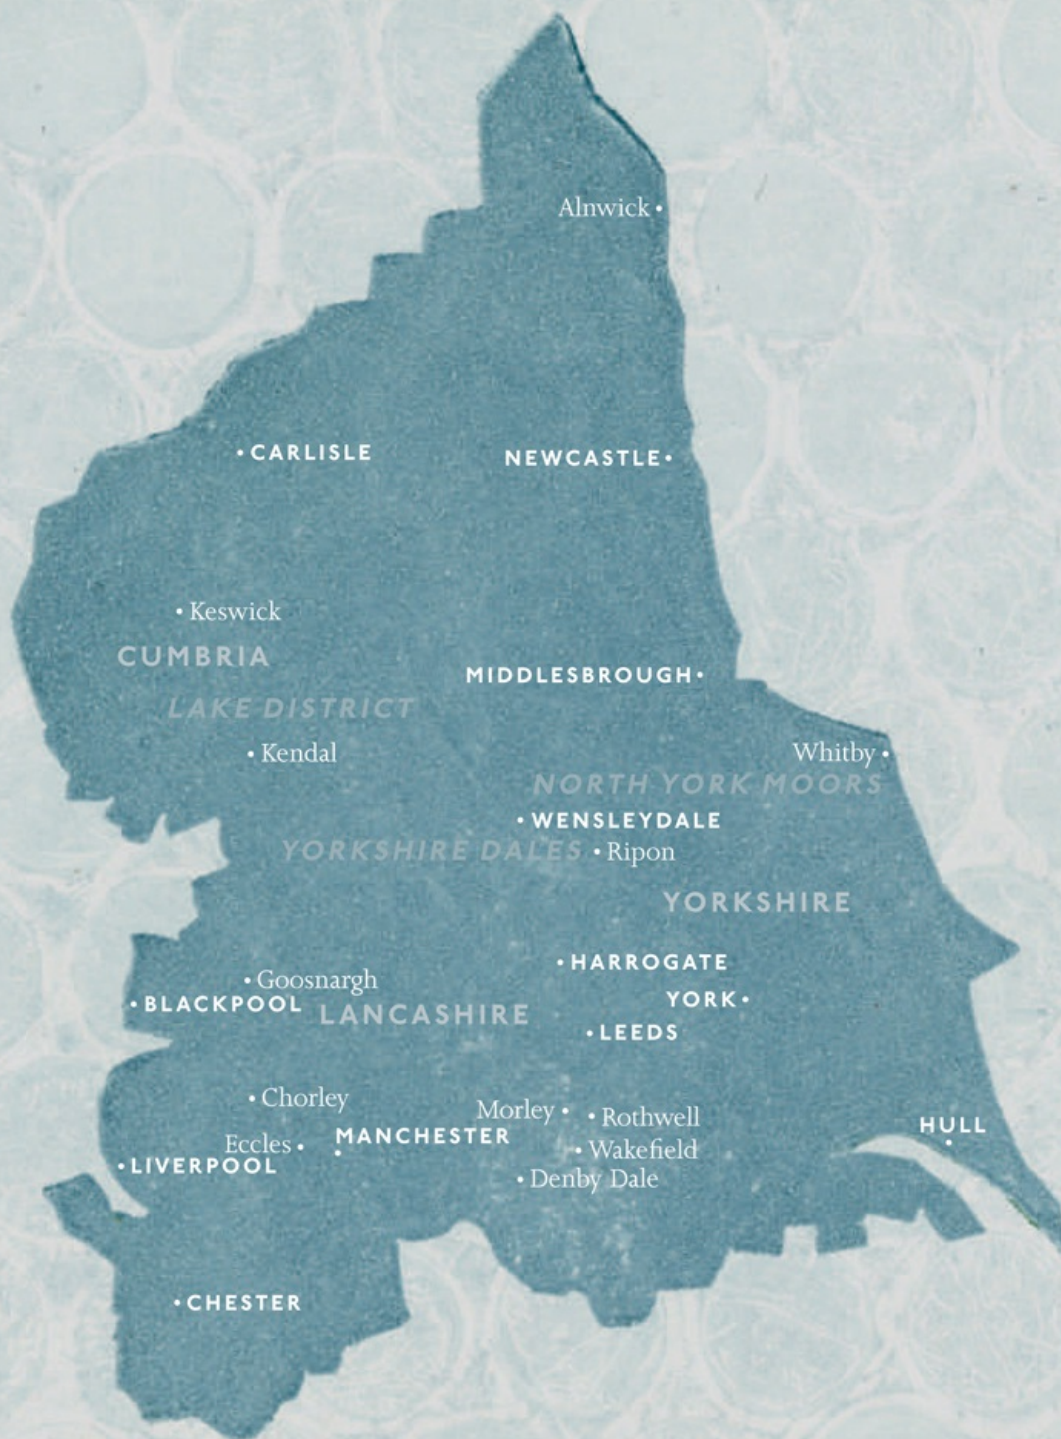 Alnwick
CARLISLE
NEWCASTLE
Keswick
CUMBRIA
MIDDLESBROUGH
LAKE DISTRICT
Kendal
Whitby
NORTH YORK MOORS
WENSLEYDALE
YORKSHIRE DALES
Ripon
YORKSHIRE
HARROGATE
Goosnargh
YORK
BLACKPOOL
LANCASHIRE
LEEDS
Chorley
Morley
Rothwell
HULL
MANCHESTER
Eccles
Wakefield
LIVERPOOL
Denby Dale
CHESTER